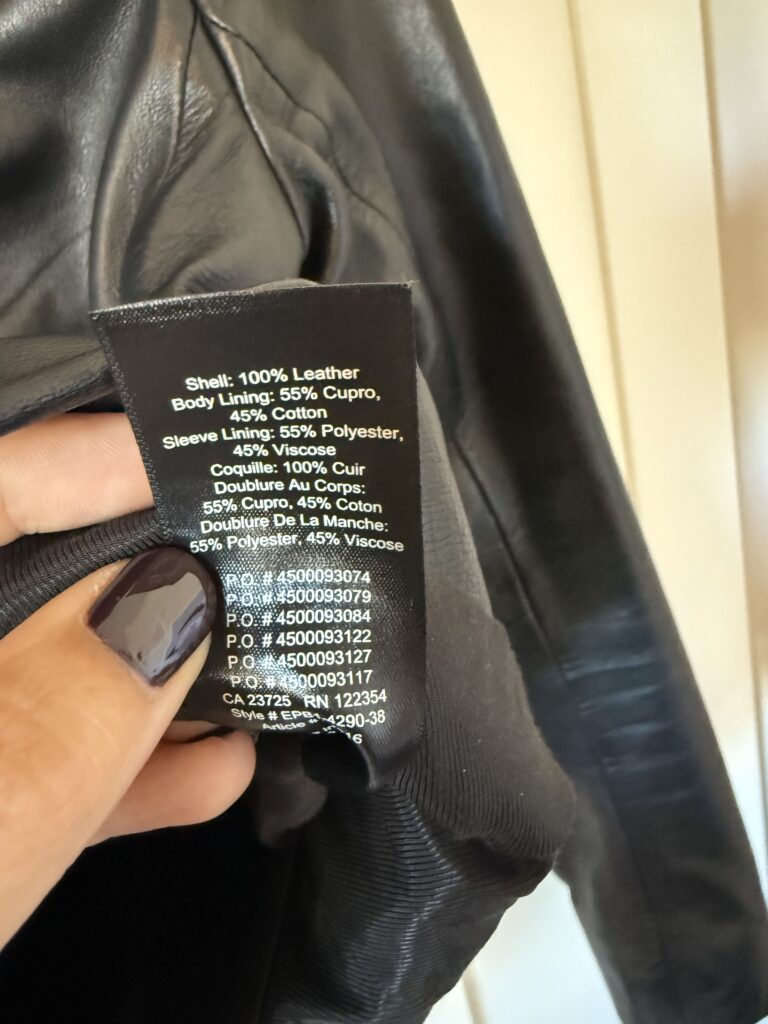 Shell: 100% Leather
Body Lining: 55% Cupro,
45% Cotton
Sleeve Lining: 55% Polyester,
45% Viscose
Coquille: 100% Cuir
Doublure Au Corps:
55% Cupro, 45% Coton
Doublure De La Manche:
55% Polyester, 45% Viscose
P.O. # 4500093074
P.O. # 4500093079
P.O. # 4500093084
P.O. # 4500093122
P.O. # 4500093127
P.O. # 4500093117
CA 23725 RN 122354
Style #
Article